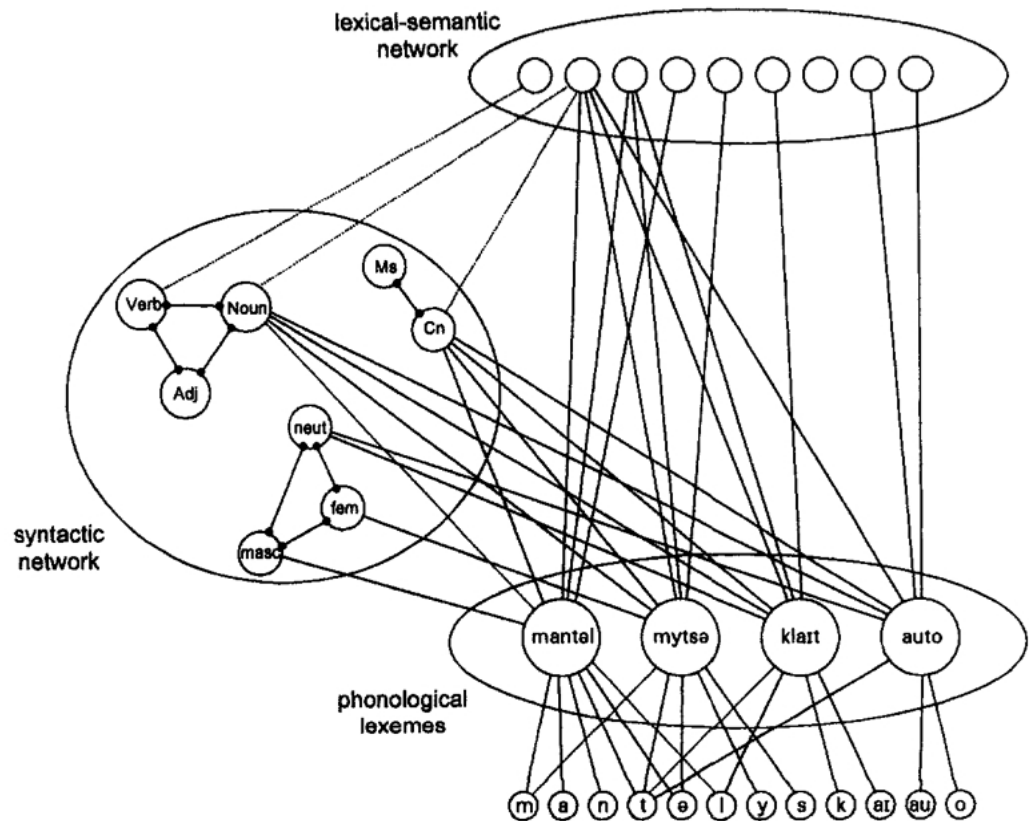 lexical-semantic
network
Ms
Verb
Noun
Cn
Adj
neut
fem
masc
syntactic
network
mantəl
mytsə
klaɪt
auto
phonological
lexemes
m a n t ə l y s k aɪ au o